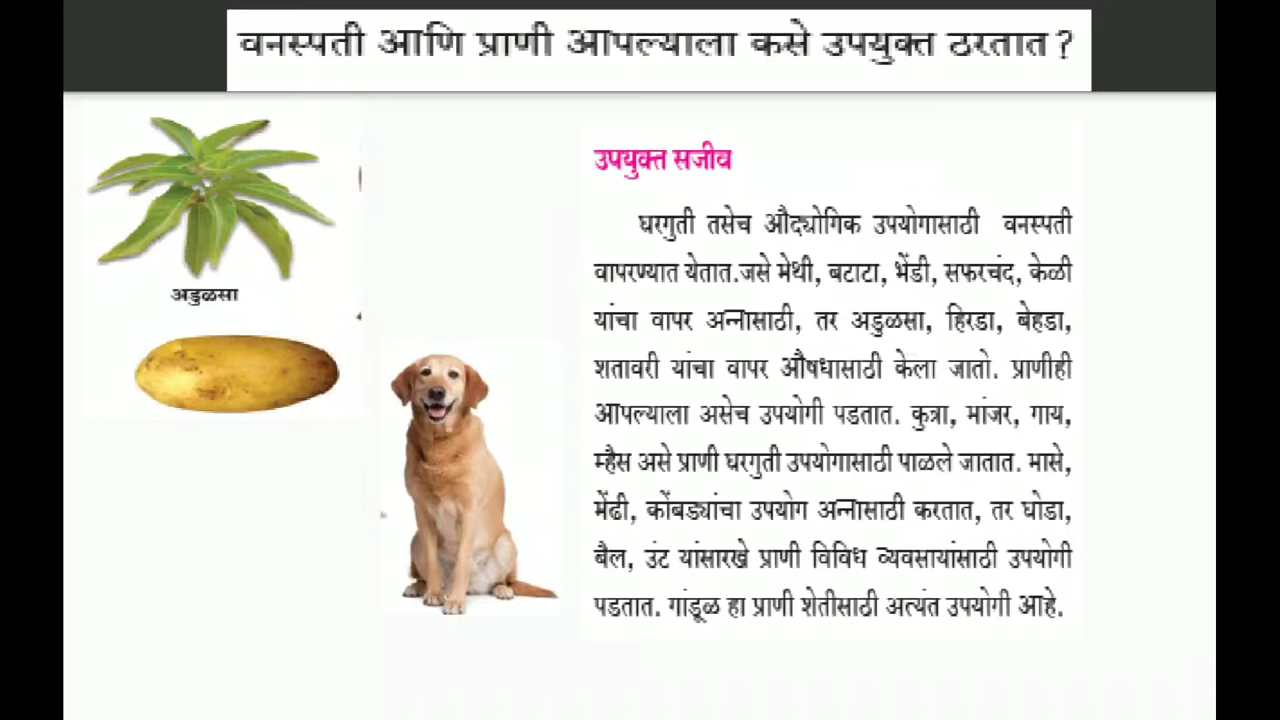 वनस्पती आणि प्राणी आपल्याला कसे उपयुक्त ठरतात ?
अडुळसा
उपयुक्त सजीव
घरगुती तसेच औद्योगिक उपयोगासाठी वनस्पती
वापरण्यात येतात.जसे मेथी, बटाटा, भेंडी, सफरचंद, केळी
यांचा वापर अन्नासाठी, तर अडुळसा, हिरडा, बेहडा,
शतावरी यांचा वापर औषधासाठी केला जातो. प्राणीही
आपल्याला असेच उपयोगी पडतात. कुत्रा, मांजर, गाय,
म्हैस असे प्राणी घरगुती उपयोगासाठी पाळले जातात. मासे,
मेंढी, कोंबड्यांचा उपयोग अन्नासाठी करतात, तर घोडा,
बैल, उंट यांसारखे प्राणी विविध व्यवसायांसाठी उपयोगी
पडतात. गांडूळ हा प्राणी शेतीसाठी अत्यंत उपयोगी आहे.